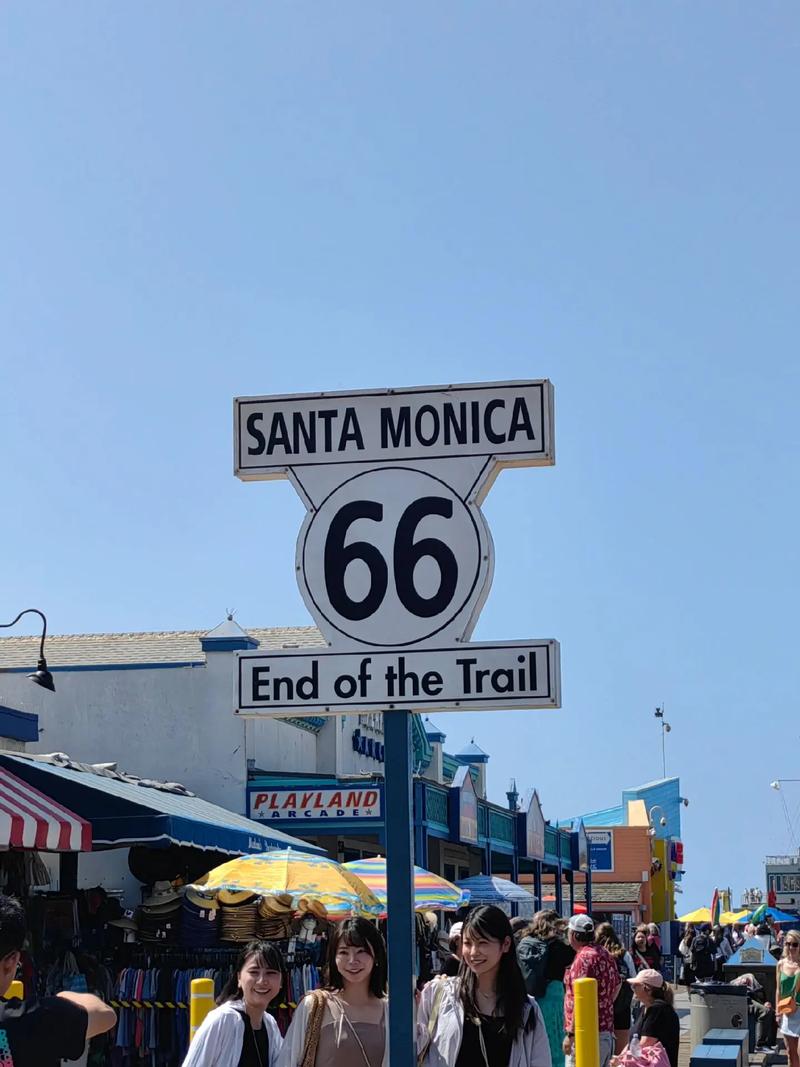 SANTA MONICA
66
End of the Trail
PLAYLAND
ARCADE